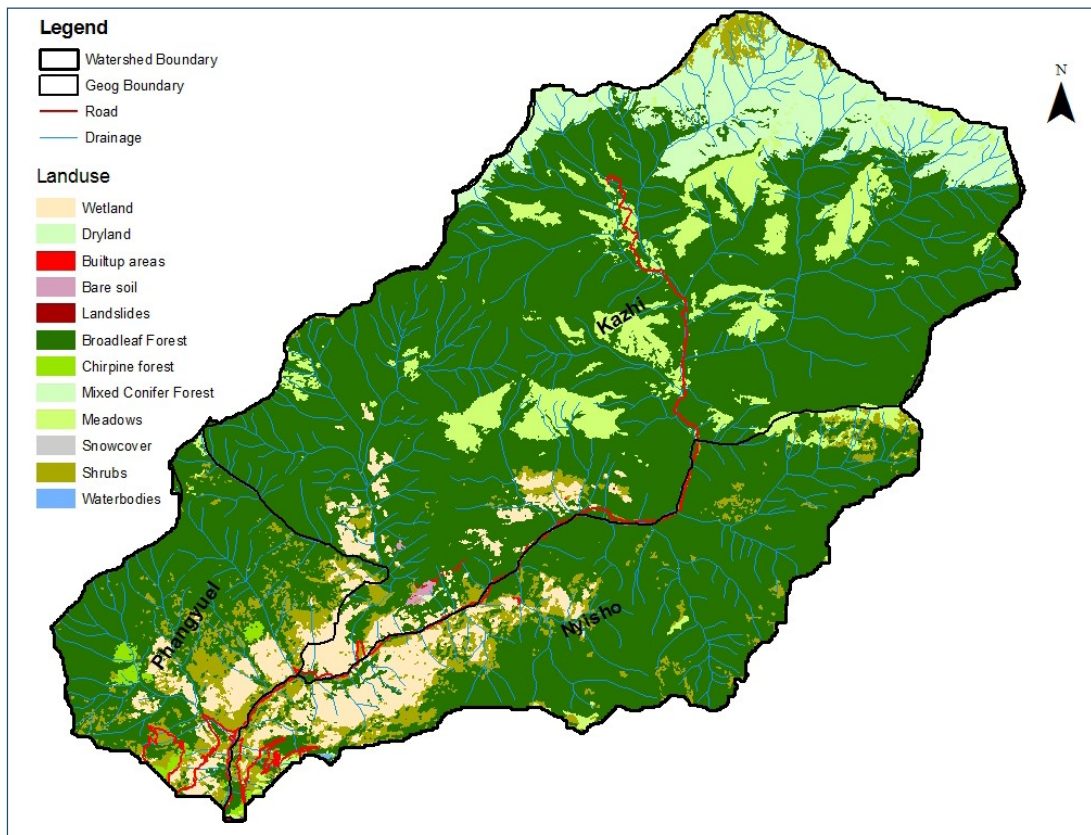 Legend
Watershed Boundary
Geog Boundary
Road
Drainage
Landuse
Wetland
Dryland
Builtup areas
Bare soil
Landslides
Broadleaf Forest
Chirpine forest
Mixed Conifer Forest
Meadows
Snowcover
Shrubs
Waterbodies
N
Kazhi
Phangyuel
Nyisho